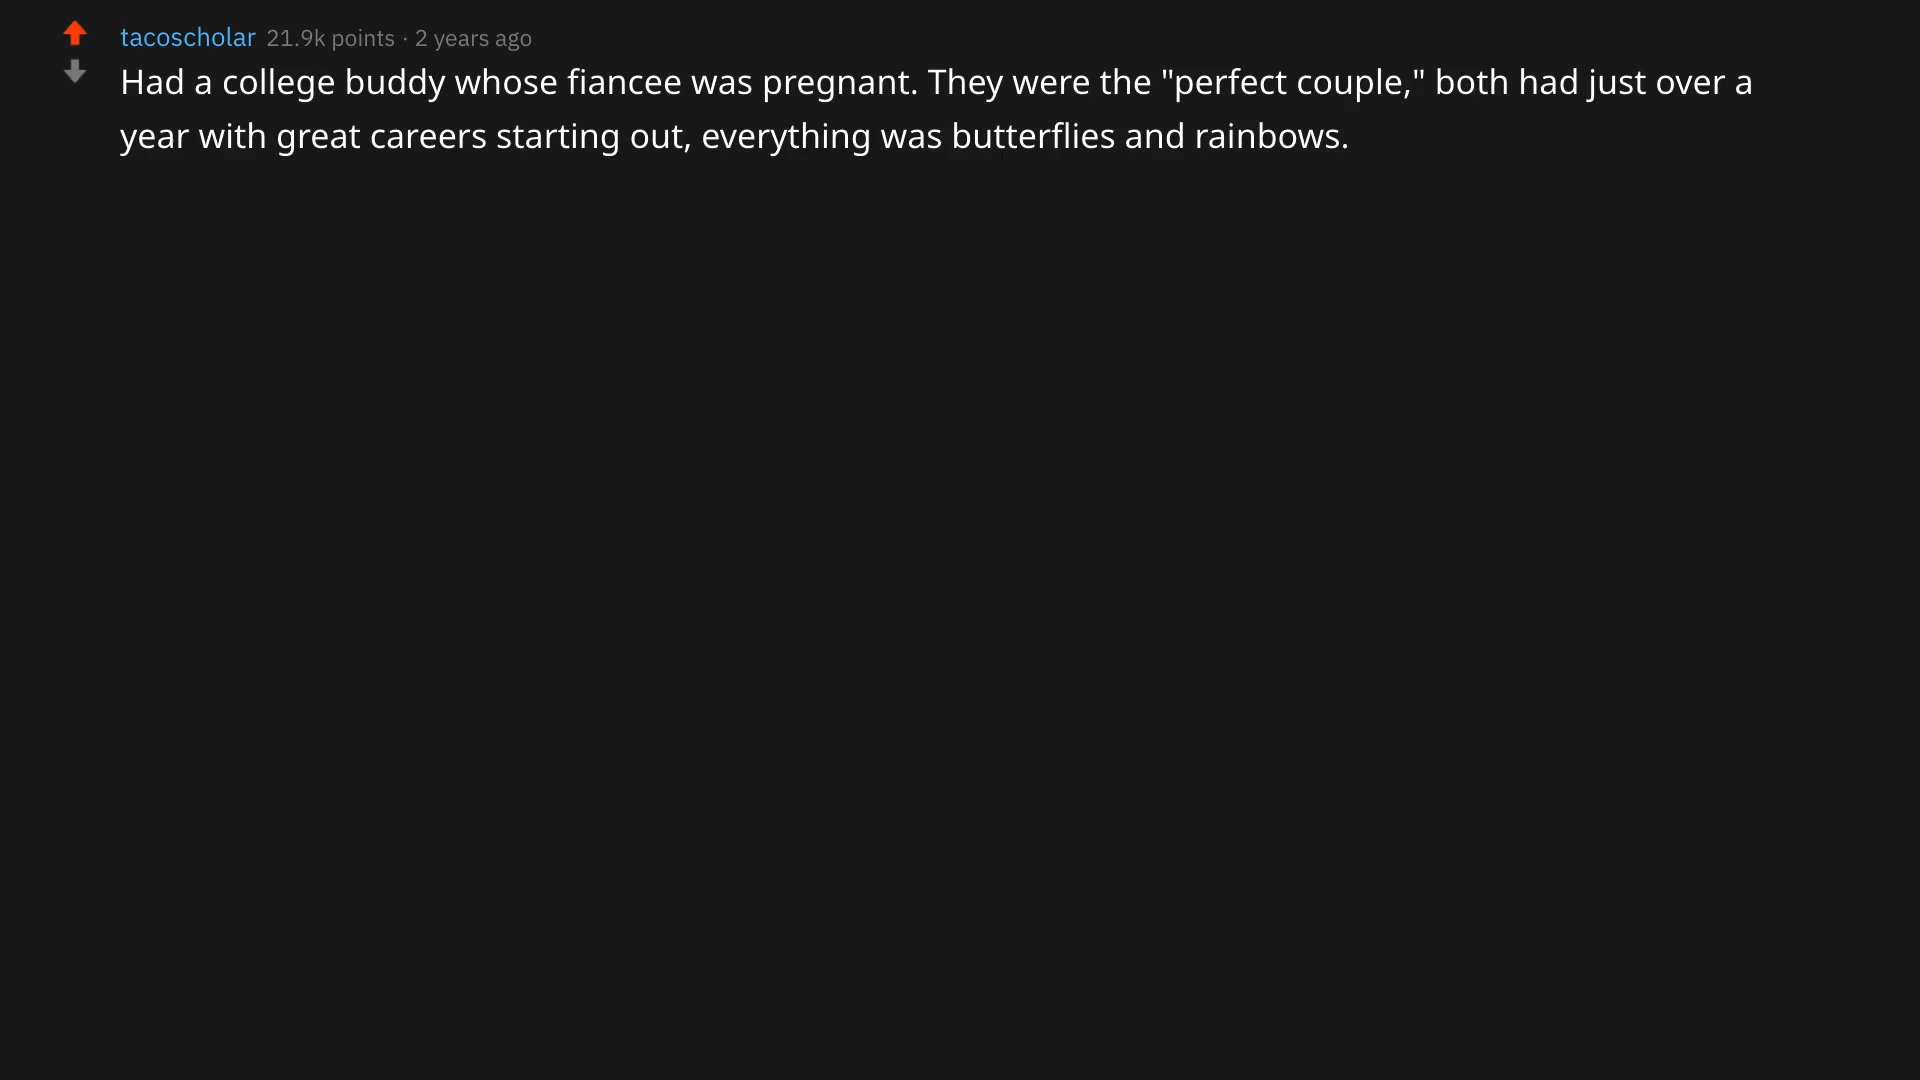 tacoscholar 21.9k points · 2 years ago
Had a college buddy whose fiancee was pregnant. They were the "perfect couple," both had just over a
year with great careers starting out, everything was butterflies and rainbows.